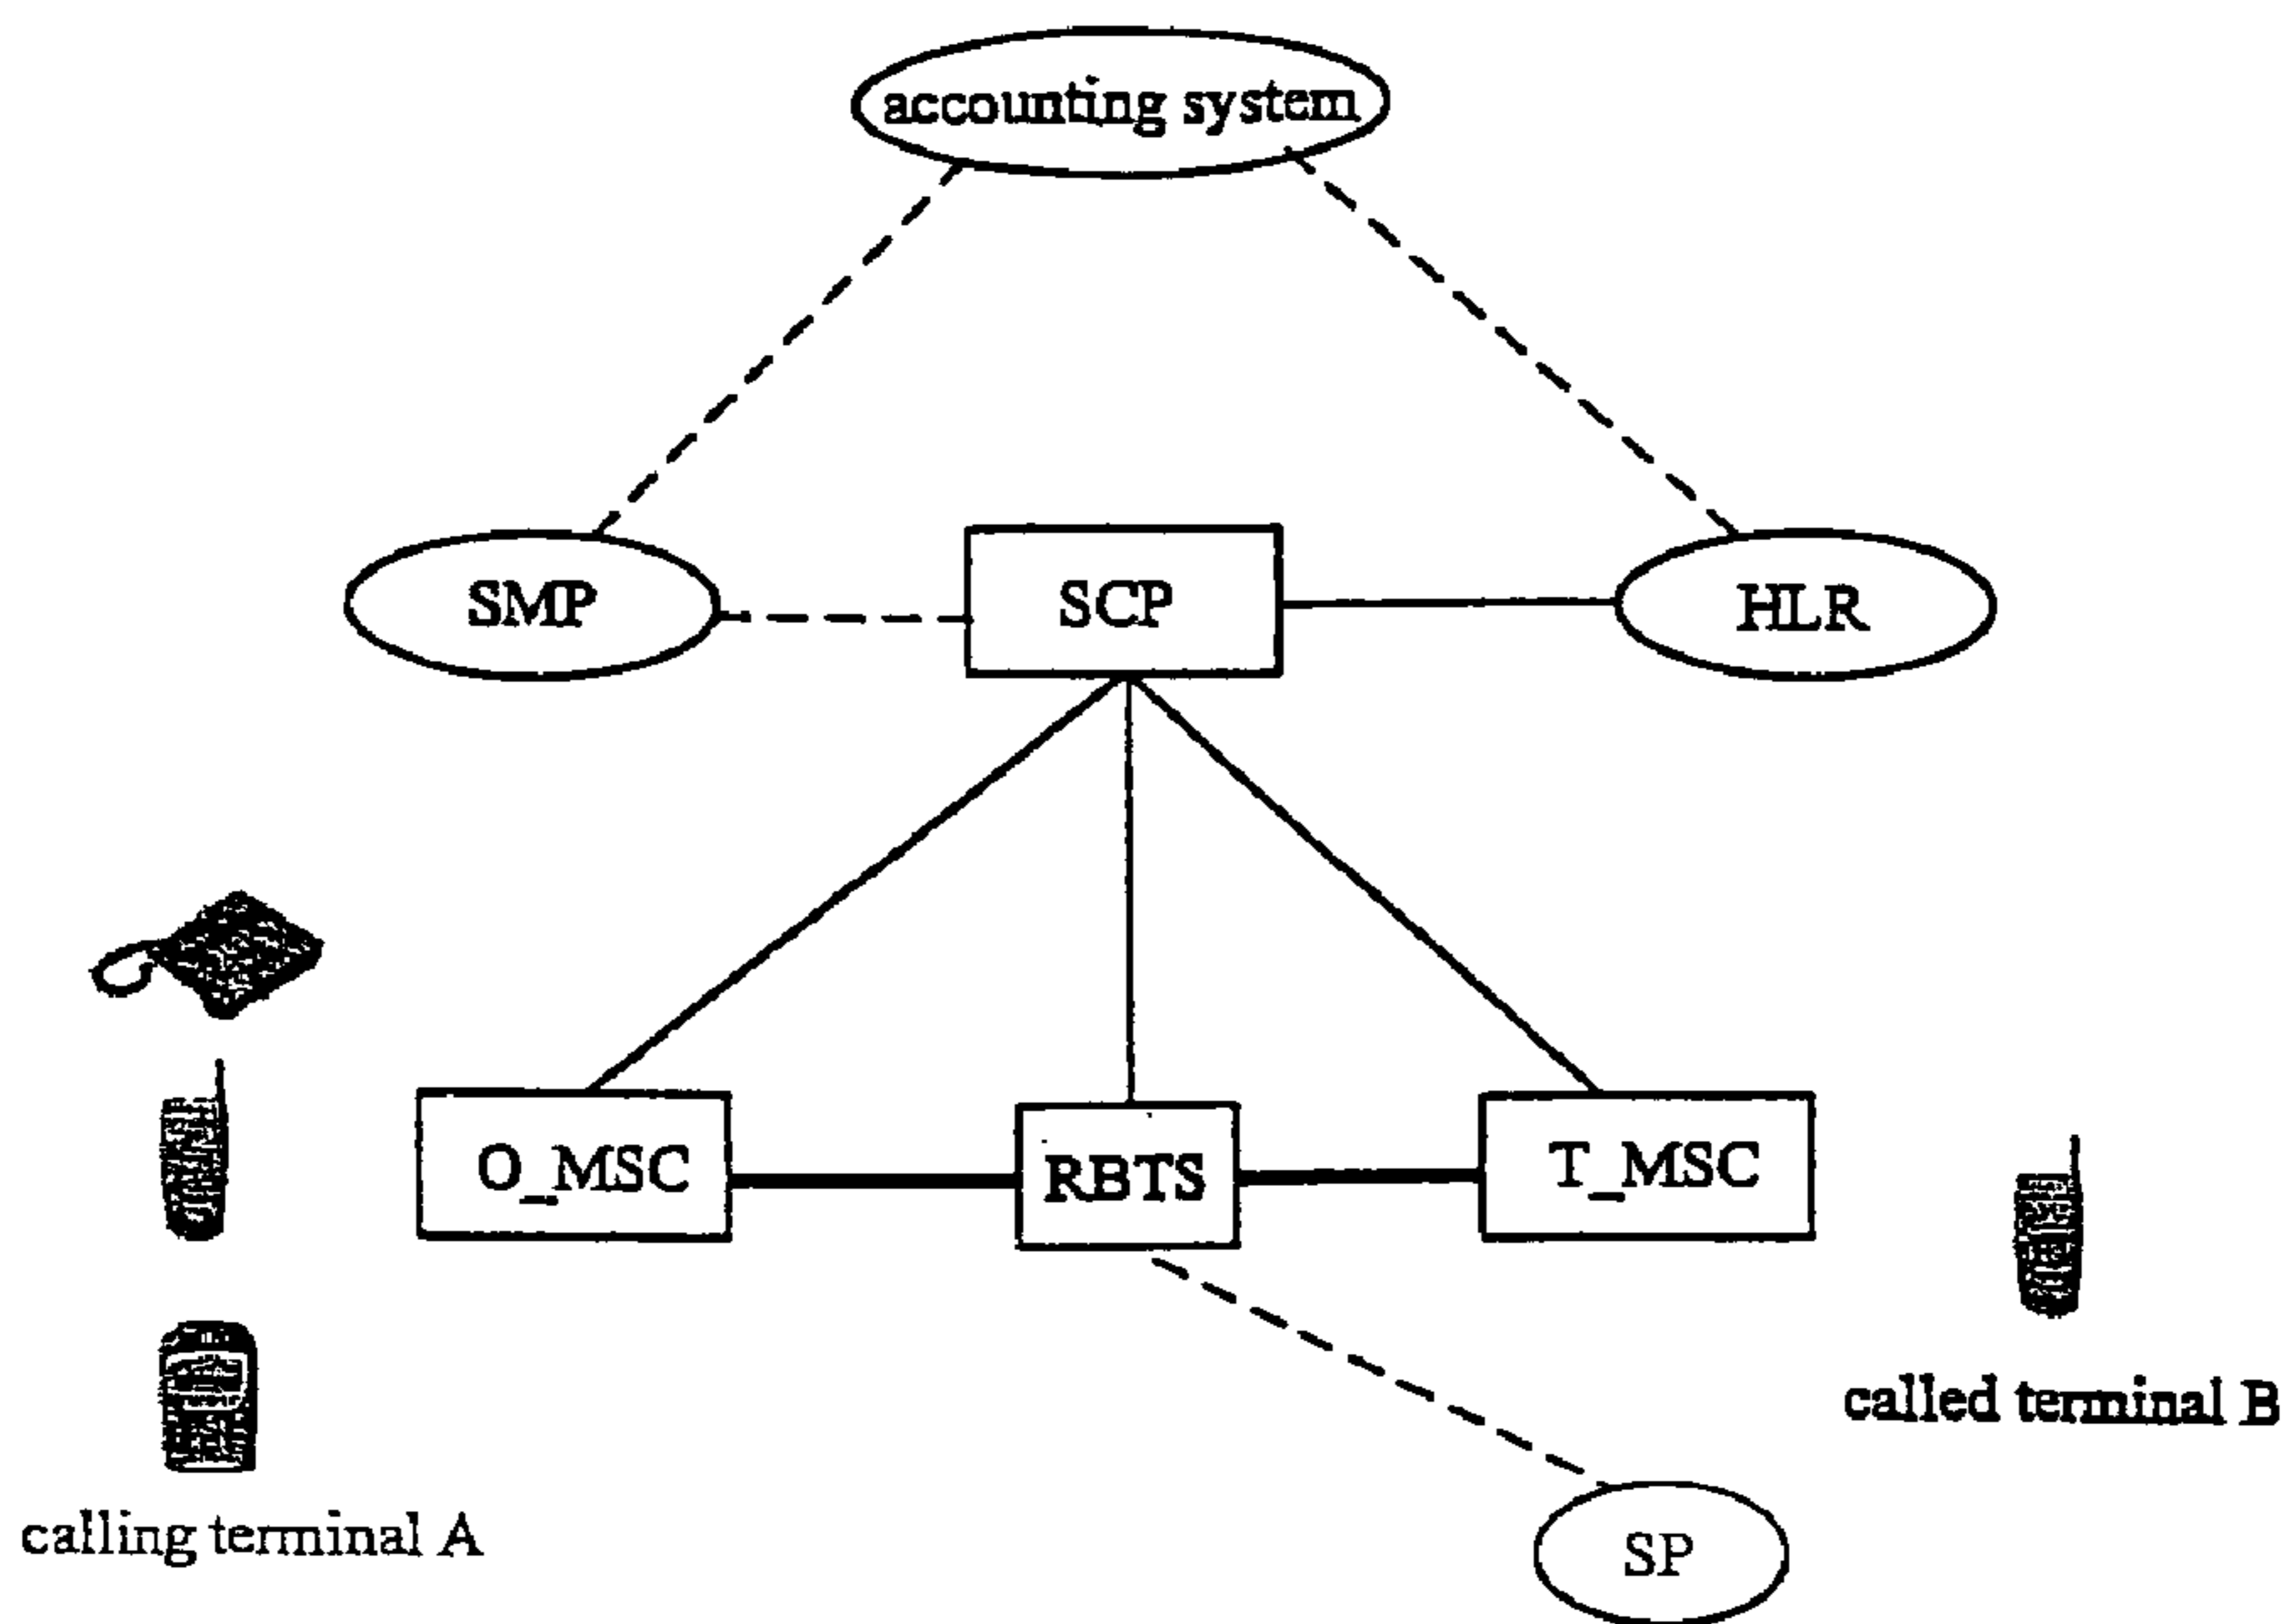 accounting system
SMP
SCP
HLR
O_MSC
RBTS
T_MSC
called terminal B
calling terminal A
SP